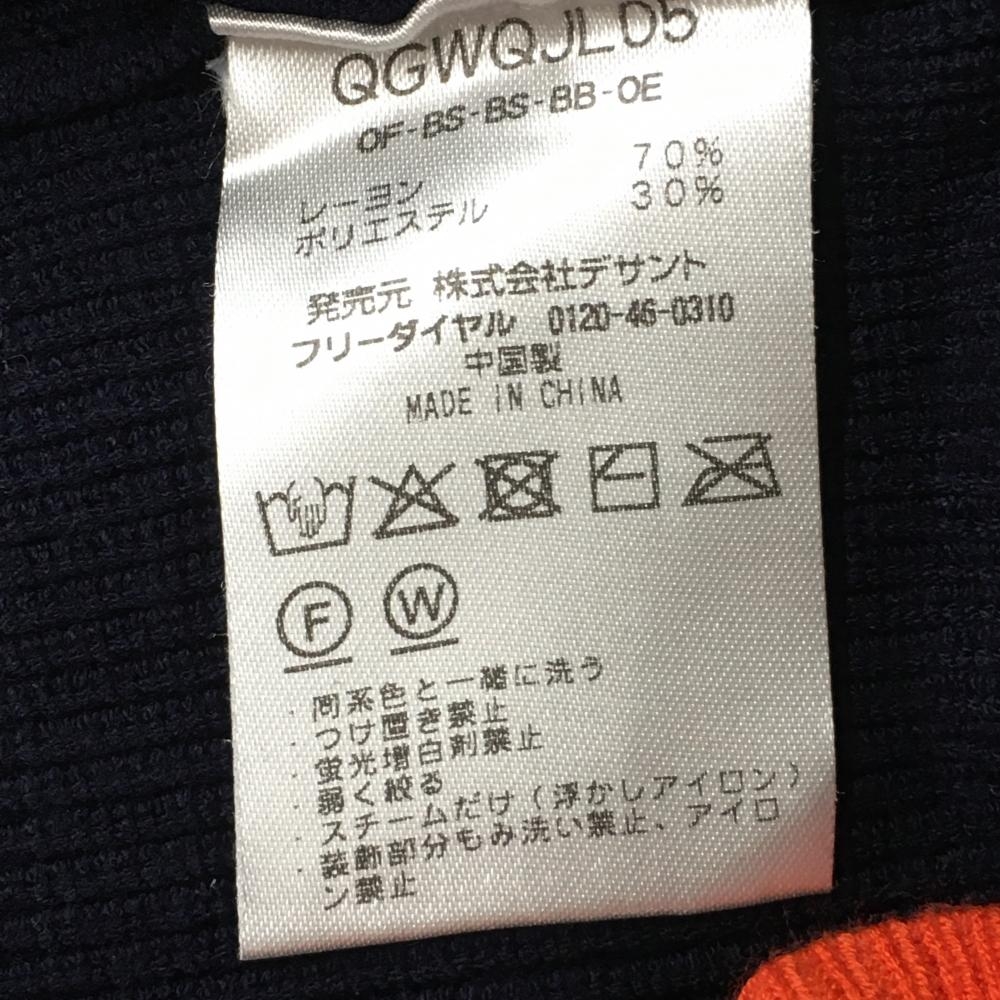 QGWQJL05
OF-BS-BS-BB-OE
レーヨン 70%
ポリエステル 30%
発売元 株式会社デサント
フリーダイヤル 0120-46-0310
中国製
MADE IN CHINA
F W
・同系色と一緒に洗う
・つけ置き禁止
・蛍光増白剤禁止
・弱く絞る
・スチームだけ(浮かしアイロン)
・装飾部分もみ洗い禁止、アイロ
ン禁止